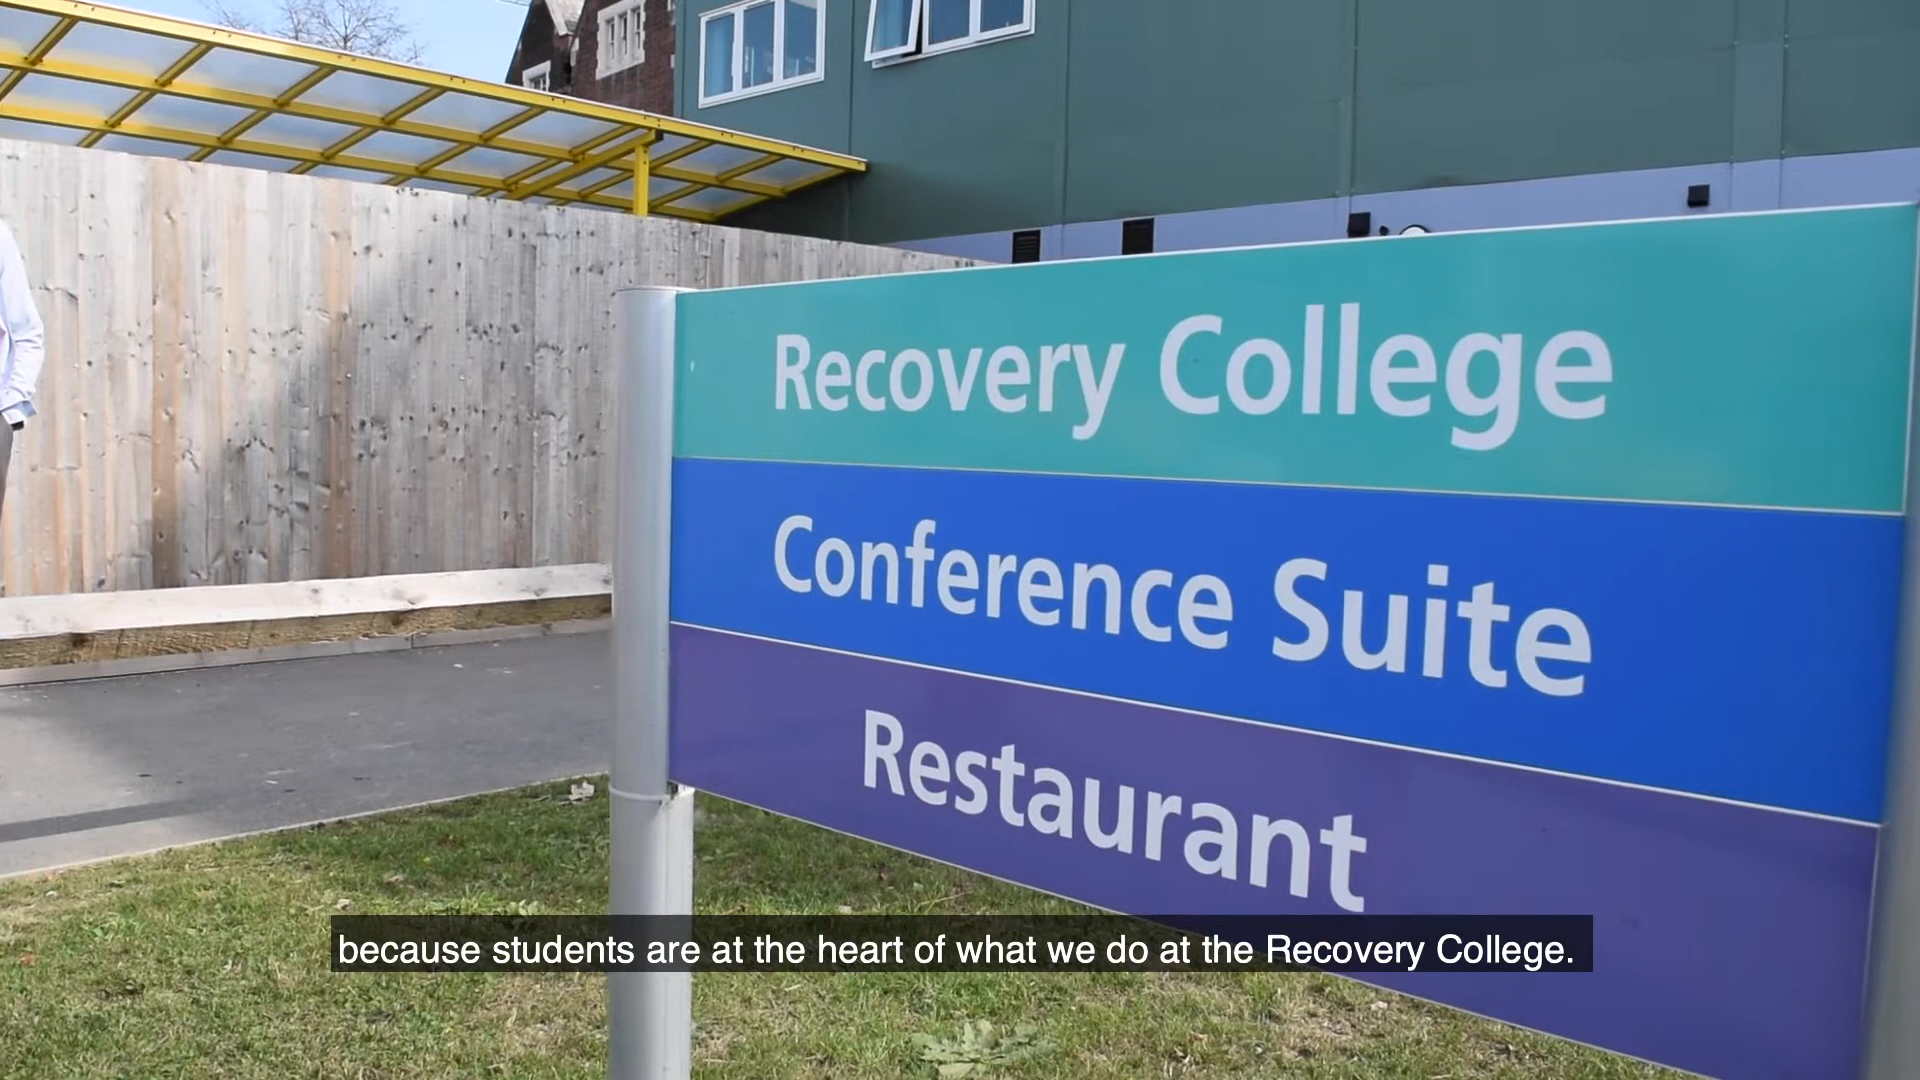 Recovery College
Conference Suite
Restaurant
because students are at the heart of what we do at the Recovery College.